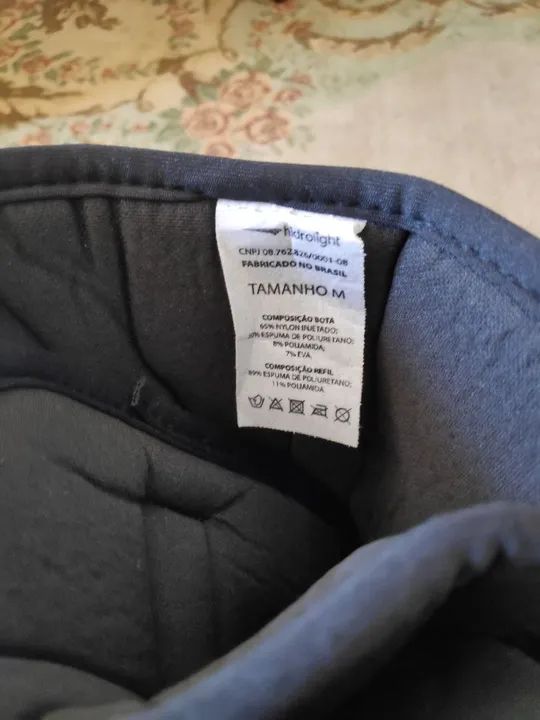 hidrolight
CNPJ 08.762.826/0001-08
FABRICADO NO BRASIL
TAMANHO M
COMPOSIÇÃO BOTA
65% NYLON INJETADO;
20% ESPUMA DE POLIURETANO;
8% POLIAMIDA;
7% EVA.
COMPOSIÇÃO REFIL
89% ESPUMA DE POLIURETANO;
11% POLIAMIDA.